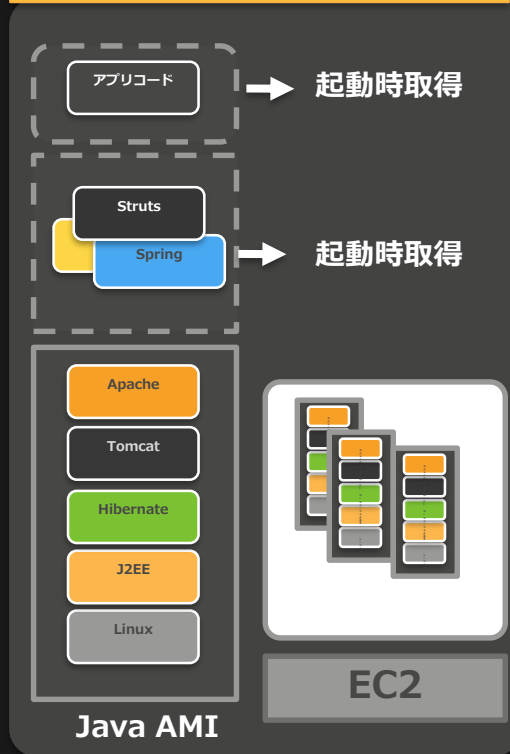 アプリコード
起動時取得
Struts
Spring
起動時取得
Apache
Tomcat
Hibernate
J2EE
Linux
EC2
Java AMI